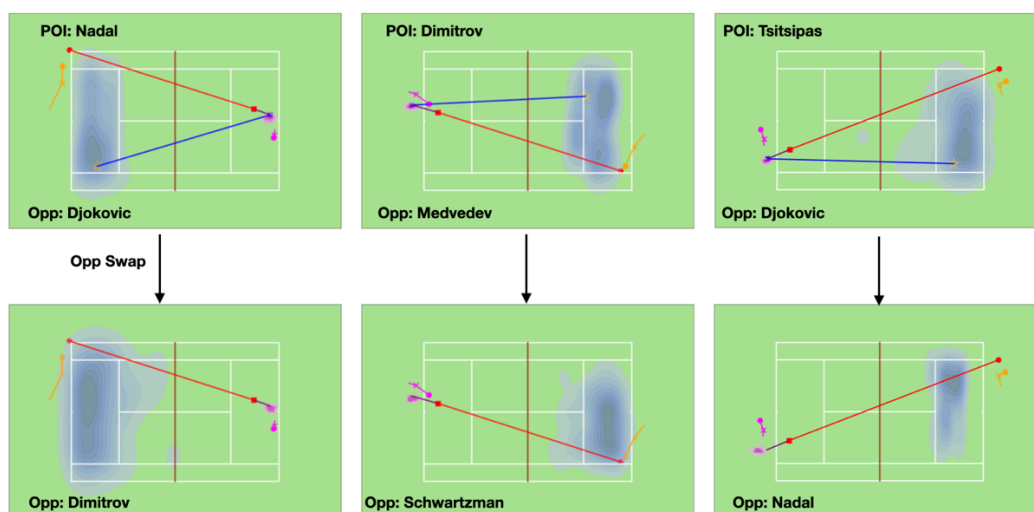 POI: Nadal
POI: Dimitrov
POI: Tsitsipas
Opp: Djokovic
Opp: Medvedev
Opp: Djokovic
Opp Swap
Opp: Dimitrov
Opp: Schwartzman
Opp: Nadal